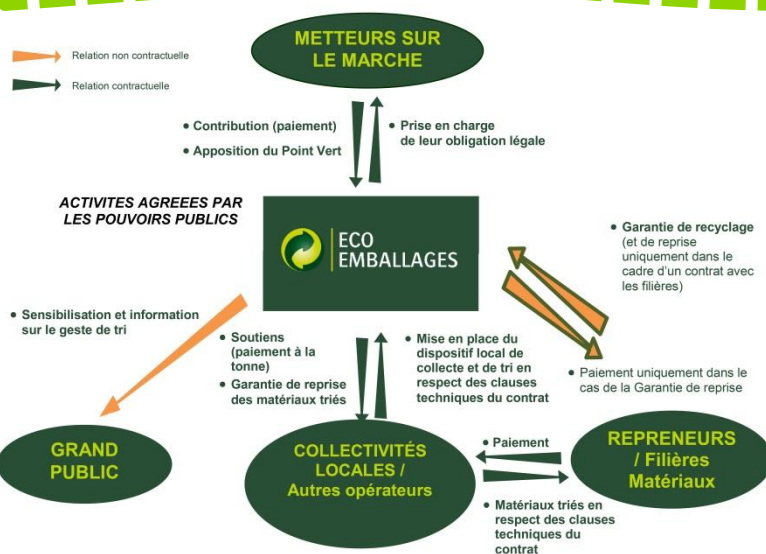 METTEURS SUR
LE MARCHE
Relation non contractuelle
Relation contractuelle
• Contribution (paiement)
• Apposition du Point Vert
• Prise en charge
de leur obligation légale
ACTIVITES AGREEES PAR
LES POUVOIRS PUBLICS
ECO
EMBALLAGES
• Garantie de recyclage
(et de reprise
uniquement dans le
cadre d'un contrat avec
les filières)
• Sensibilisation et information
sur le geste de tri
• Soutiens
(paiement à la
tonne)
• Garantie de reprise
des matériaux triés
• Mise en place du
dispositif local de
collecte et de tri en
respect des clauses
techniques du contrat
• Paiement uniquement dans le
cas de la Garantie de reprise
GRAND
PUBLIC
COLLECTIVITÉS
LOCALES /
Autres opérateurs
• Paiement
REPRENEURS
/ Filières
Matériaux
• Matériaux triés en
respect des clauses
techniques du
contrat